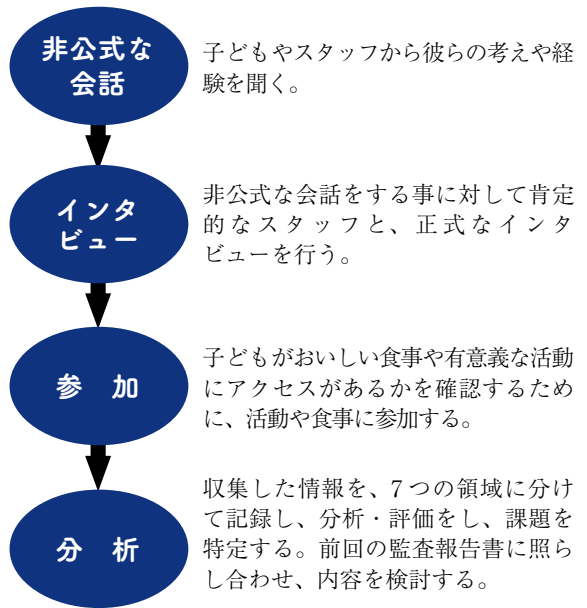 非公式な
会話
子どもやスタッフから彼らの考えや経
験を聞く。
インタ
ビュー
非公式な会話をする事に対して肯定
的なスタッフと、正式なインタ
ビューを行う。
参　加
子どもがおいしい食事や有意義な活動
にアクセスがあるかを確認するため
に、活動や食事に参加する。
分　析
収集した情報を、7つの領域に分け
て記録し、分析・評価をし、課題を
特定する。前回の監査報告書に照ら
し合わせ、内容を検討する。